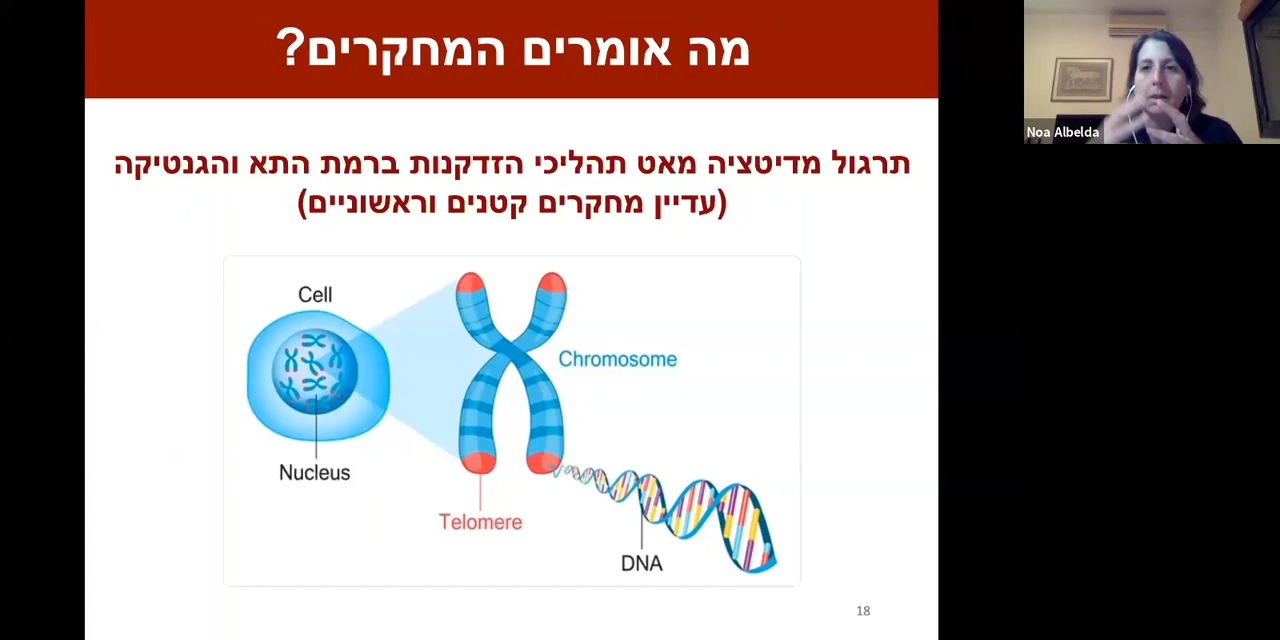 מה אומרים המחקרים?
Noa Albelda
תרגול מדיטציה מאט תהליכי הזדקנות ברמת התא והגנטיקה
(עדיין מחקרים קטנים וראשוניים)
Cell
Chromosome
Nucleus
Telomere
DNA
18